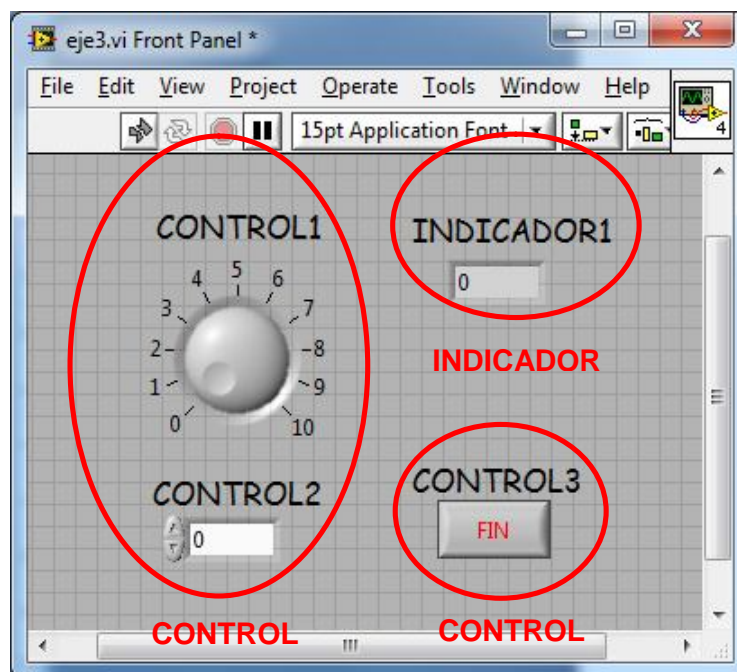 eje3.vi Front Panel *
File Edit View Project Operate Tools Window Help
15pt Application Font
4
CONTROL1
INDICADOR1
0
5
4
6
3
7
2
8
1
9
0
10
INDICADOR
CONTROL2
0
CONTROL3
FIN
CONTROL
CONTROL